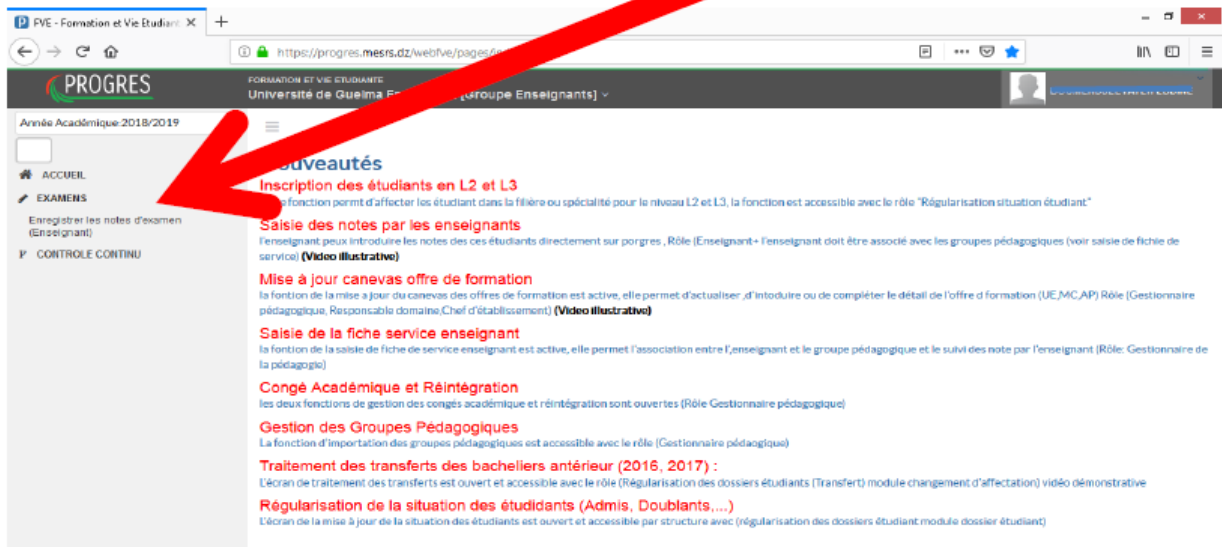 FVE - Formation et Vie Etudiant
https://progres.mesrs.dz/webfve/pages/in
PROGRES
FORMATION ET VIE ETUDIANTE
Université de Guelma [Groupe Enseignants]
Année Académique:2018/2019
ACCUEIL
EXAMENS
Enregistrer les notes d'examen
(Enseignant)
CONTROLE CONTINU
ouveautés
Inscription des étudiants en L2 et L3
fonction permt d'affecter les étudiant dans la filière ou spécialité pour le niveau L2 et L3, la fonction est accessible avec le rôle "Régularisation situation étudiant"
Saisie des notes par les enseignants
l'enseignant peux introduire les notes des ces étudiants directement sur porgres , Rôle (Enseignant+ l'enseignant doit être associé avec les groupes pédagogiques (voir saisie de fichie de
service) (Video illustrative)
Mise à jour canevas offre de formation
la fontion de la mise a jour du canevas des offres de formation est active, elle permet d'actualiser ,d'intoduire ou de compléter le détail de l'offre d formation (UE,MC,AP) Rôle (Gestionnaire
pédagogique, Responsable domaine,Chef d'établissement) (Video illustrative)
Saisie de la fiche service enseignant
la fontion de la saisie de fiche de service enseignant est active, elle permet l'association entre l',enseignant et le groupe pédagogique et le suivi des note par l'enseignant (Rôle: Gestionnaire de
la pédagogie)
Congé Académique et Réintégration
les deux fonctions de gestion des congés académique et réintégration sont ouvertes (Rôle Gestionnaire pédagogique)
Gestion des Groupes Pédagogiques
La fonction d'importation des groupes pédagogiques est accessible avec le rôle (Gestionnaire pédaogique)
Traitement des transferts des bacheliers antérieur (2016, 2017) :
L'écran de traitement des transferts est ouvert et accessible avec le rôle (Régularisation des dossiers étudiants (Transfert) module changement d'affectation) vidéo démonstrative
Régularisation de la situation des étudidants (Admis, Doublants,...)
L'écran de la mise à jour de la situation des étudiants est ouvert et accessible par structure avec (régularisation des dossiers étudiant module dossier étudiant)